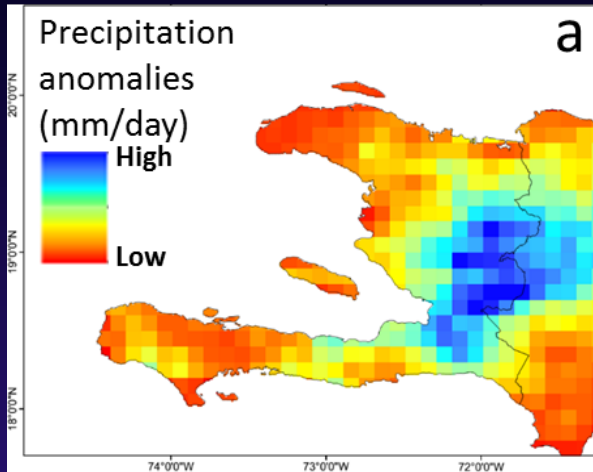 Precipitation
anomalies
(mm/day)
High
Low
a
20°0'0"N
19°0'0"N
18°0'0"N
74°0'0"W
73°0'0"W
72°0'0"W